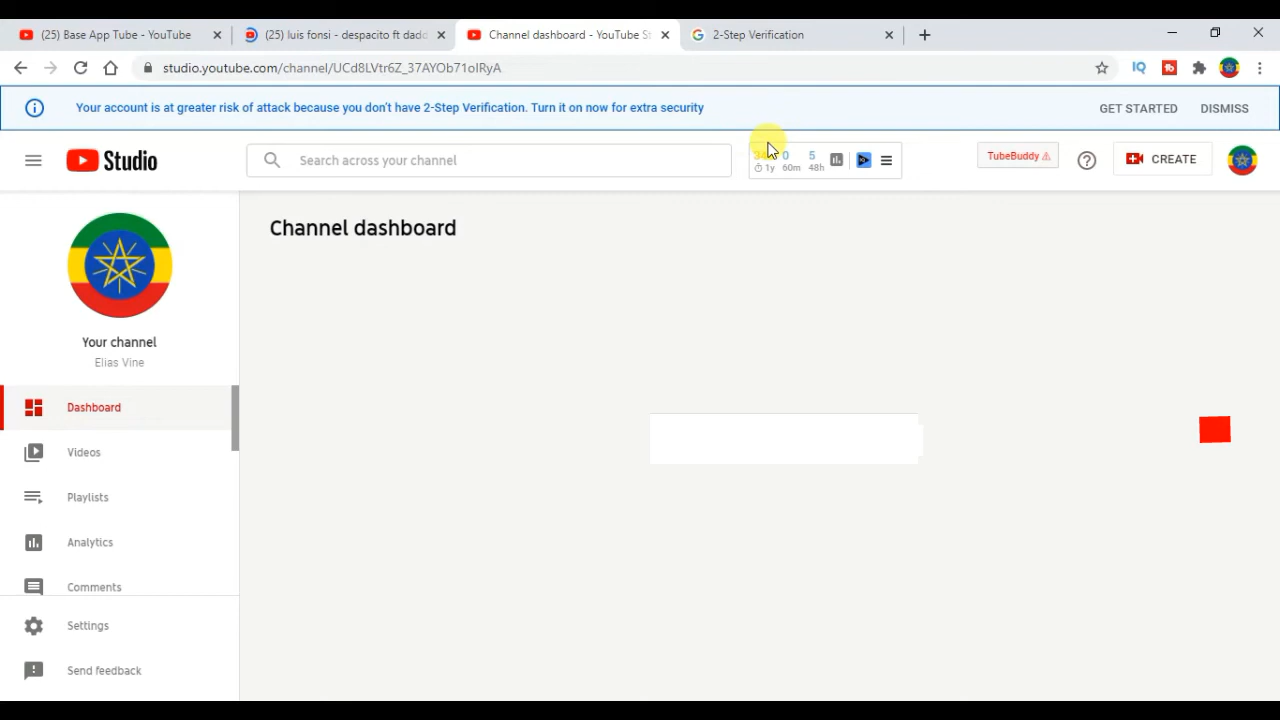 (25) Base App Tube - YouTube
(25) luis fonsi - despacito ft dadd
Channel dashboard - YouTube St
2-Step Verification
studio.youtube.com/channel/UCd8LVtr6Z_37AYOb71oIRyA
IQ
Your account is at greater risk of attack because you don't have 2-Step Verification. Turn it on now for extra security
GET STARTED
DISMISS
Studio
Search across your channel
0
5
1y
60m
48h
TubeBuddy
CREATE
Channel dashboard
Your channel
Elias Vine
Dashboard
Videos
Playlists
Analytics
Comments
Settings
Send feedback